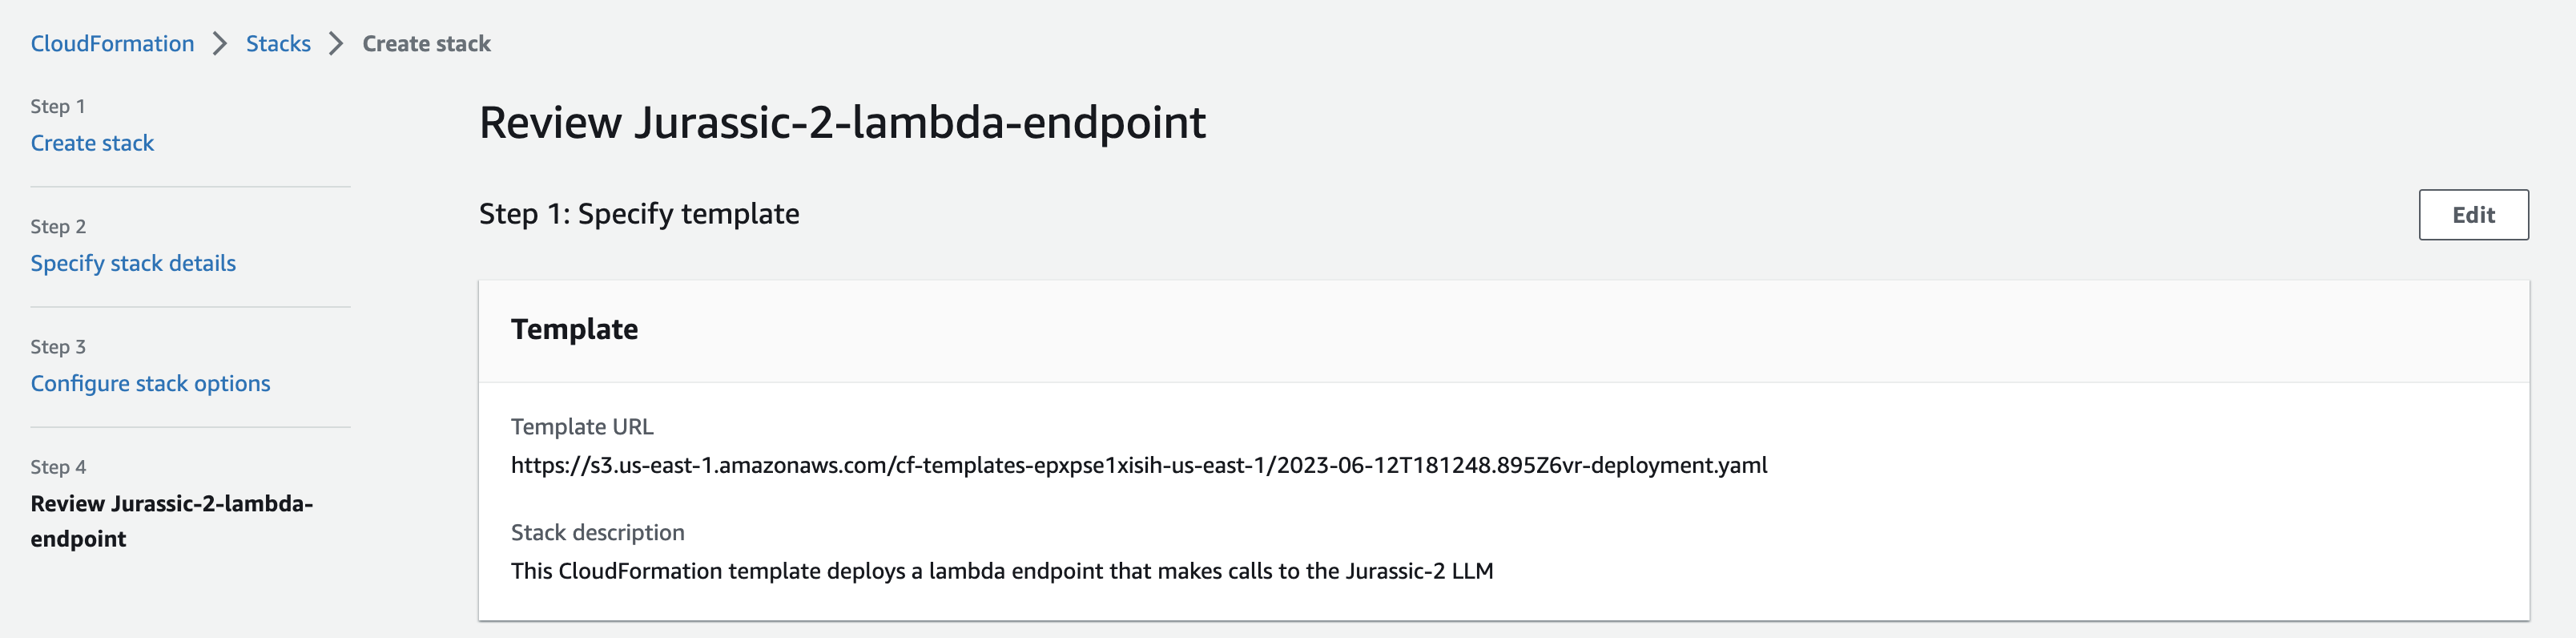 CloudFormation > Stacks > Create stack
Step 1
Create stack
Step 2
Specify stack details
Step 3
Configure stack options
Step 4
Review Jurassic-2-lambda-
endpoint
Review Jurassic-2-lambda-endpoint
Step 1: Specify template
Edit
Template
Template URL
https://s3.us-east-1.amazonaws.com/cf-templates-epxpse1xisih-us-east-1/2023-06-12T181248.895Z6vr-deployment.yaml
Stack description
This CloudFormation template deploys a lambda endpoint that makes calls to the Jurassic-2 LLM